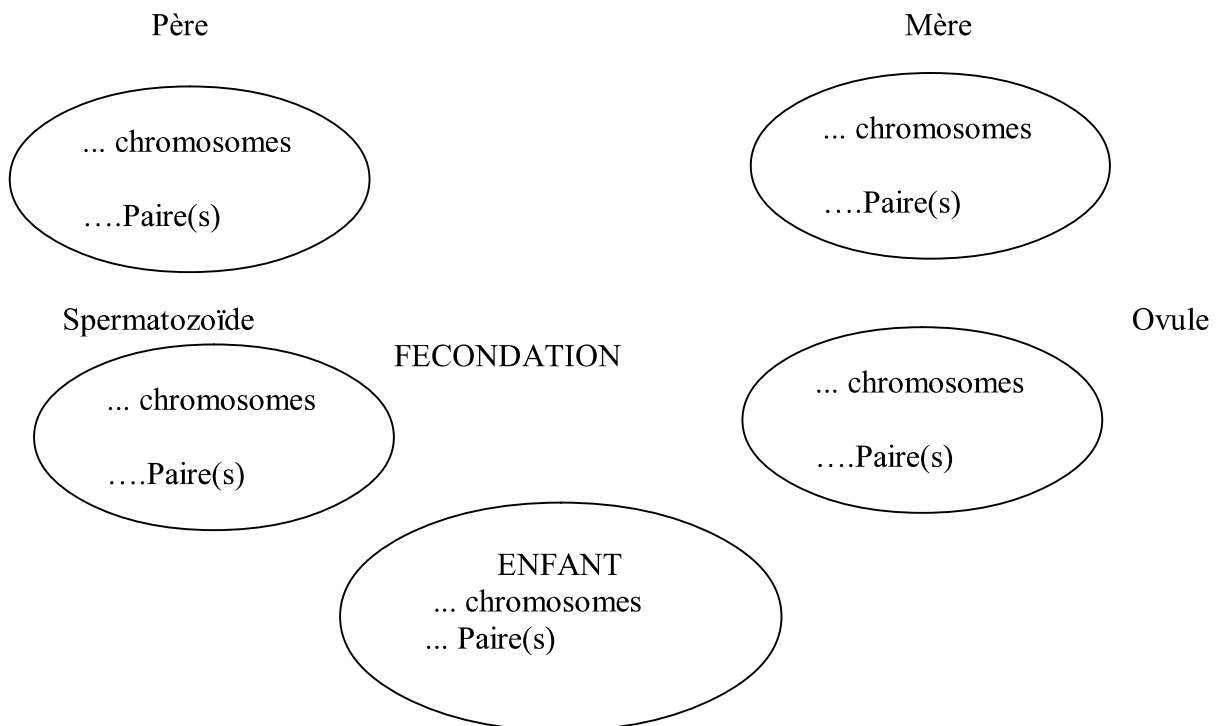 Père
Mère
... chromosomes
….Paire(s)
... chromosomes
….Paire(s)
Spermatozoïde
FECONDATION
Ovule
... chromosomes
….Paire(s)
... chromosomes
….Paire(s)
ENFANT
... chromosomes
... Paire(s)